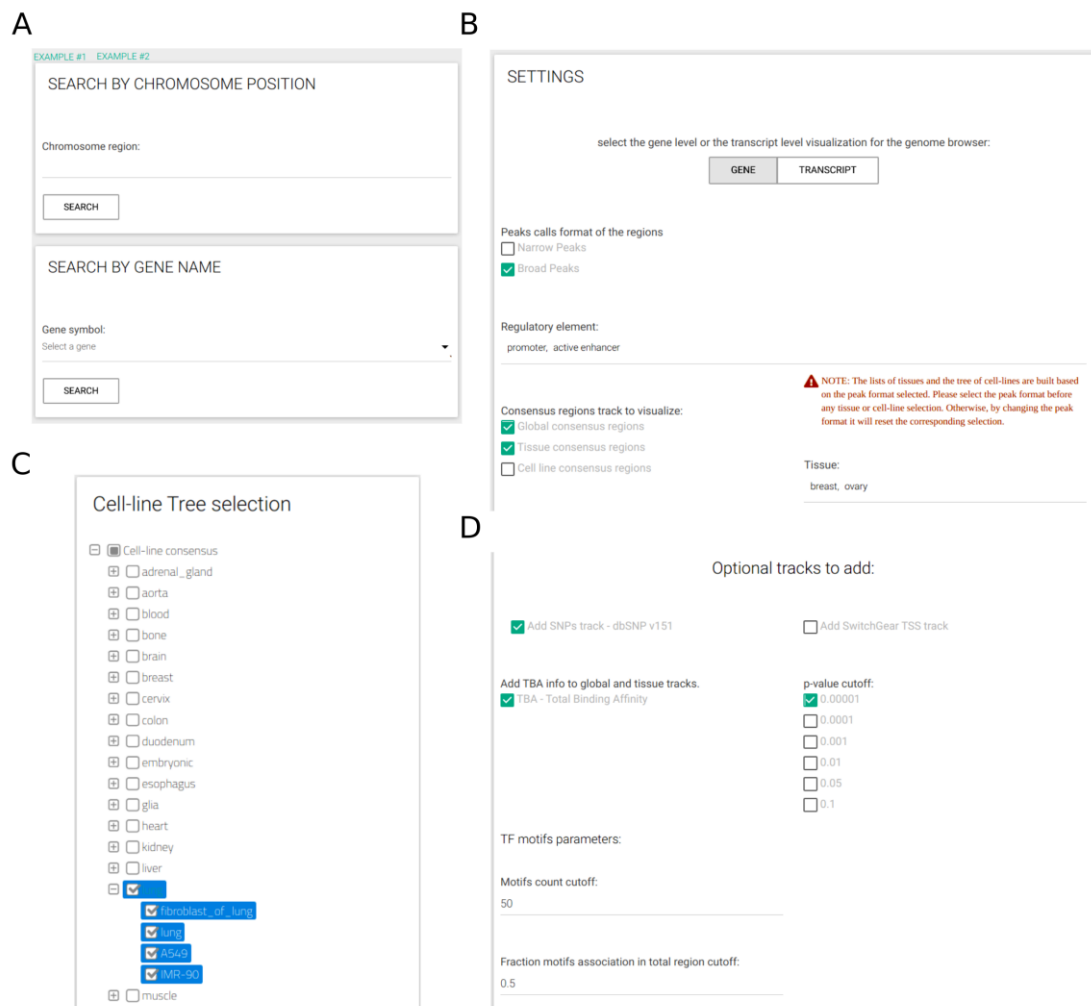 A
EXAMPLE #1 EXAMPLE #2
SEARCH BY CHROMOSOME POSITION
Chromosome region:
SEARCH
SEARCH BY GENE NAME
Gene symbol:
Select a gene
SEARCH
B
SETTINGS
select the gene level or the transcript level visualization for the genome browser:
GENE TRANSCRIPT
Peaks calls format of the regions
Narrow Peaks
Broad Peaks
Regulatory element:
promoter, active enhancer
NOTE: The lists of tissues and the tree of cell-lines are built based
on the peak format selected. Please select the peak format before
any tissue or cell-line selection. Otherwise, by changing the peak
format it will reset the corresponding selection.
Consensus regions track to visualize:
Global consensus regions
Tissue consensus regions
Cell line consensus regions
Tissue:
breast, ovary
C
Cell-line Tree selection
Cell-line consensus
adrenal_gland
aorta
blood
bone
brain
breast
cervix
colon
duodenum
embryonic
esophagus
glia
heart
kidney
liver
fibroblast_of_lung
lung
A549
IMR-90
muscle
D
Optional tracks to add:
Add SNPs track - dbSNP v151 Add SwitchGear TSS track
Add TBA info to global and tissue tracks.
TBA - Total Binding Affinity
p-value cutoff:
0.00001
0.0001
0.001
0.01
0.05
0.1
TF motifs parameters:
Motifs count cutoff:
50
Fraction motifs association in total region cutoff:
0.5